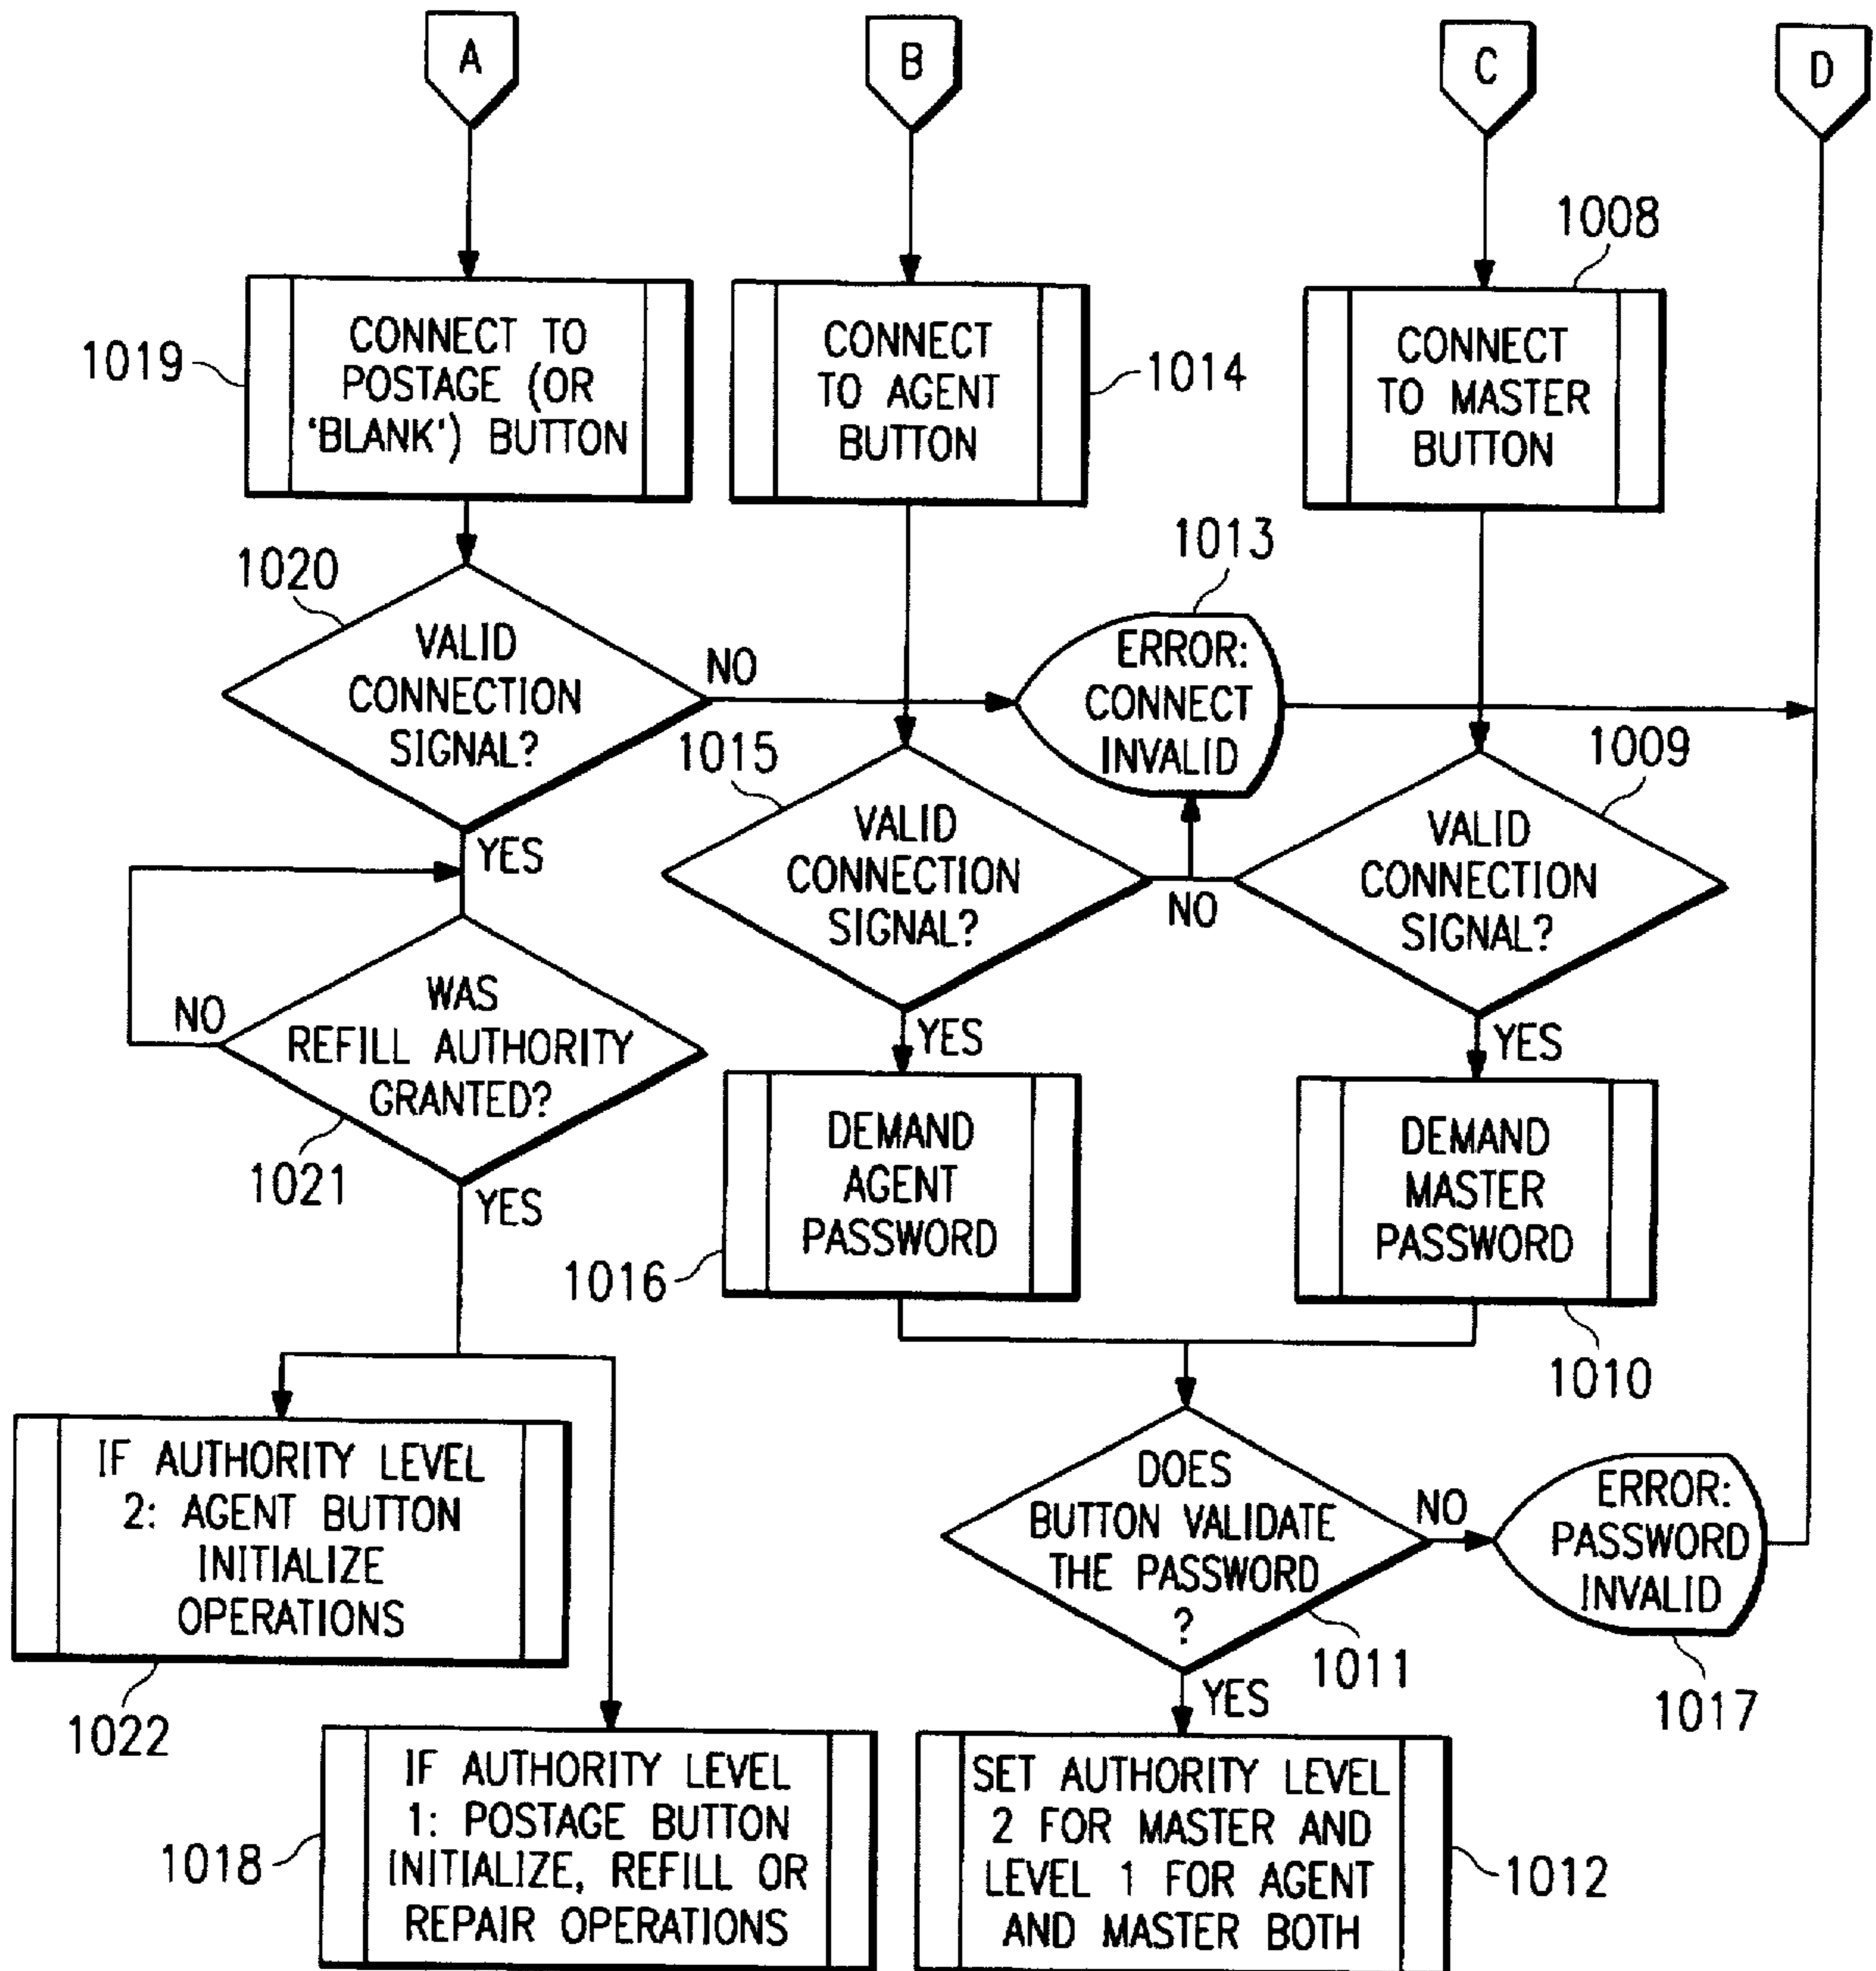 A
B
C
D
1008
1019
CONNECT TO
POSTAGE (OR
'BLANK') BUTTON
CONNECT
TO AGENT
BUTTON
1014
CONNECT
TO MASTER
BUTTON
1020
VALID
CONNECTION
SIGNAL?
NO
1013
ERROR:
CONNECT
INVALID
YES
1015
VALID
CONNECTION
SIGNAL?
NO
1009
VALID
CONNECTION
SIGNAL?
NO
WAS
REFILL AUTHORITY
GRANTED?
1021
YES
YES
YES
DEMAND
AGENT
PASSWORD
1016
DEMAND
MASTER
PASSWORD
1010
IF AUTHORITY LEVEL
2: AGENT BUTTON
INITIALIZE
OPERATIONS
1022
DOES
BUTTON VALIDATE
THE PASSWORD
?
1011
NO
ERROR:
PASSWORD
INVALID
1017
YES
IF AUTHORITY LEVEL
1: POSTAGE BUTTON
INITIALIZE, REFILL OR
REPAIR OPERATIONS
1018
SET AUTHORITY LEVEL
2 FOR MASTER AND
LEVEL 1 FOR AGENT
AND MASTER BOTH
1012